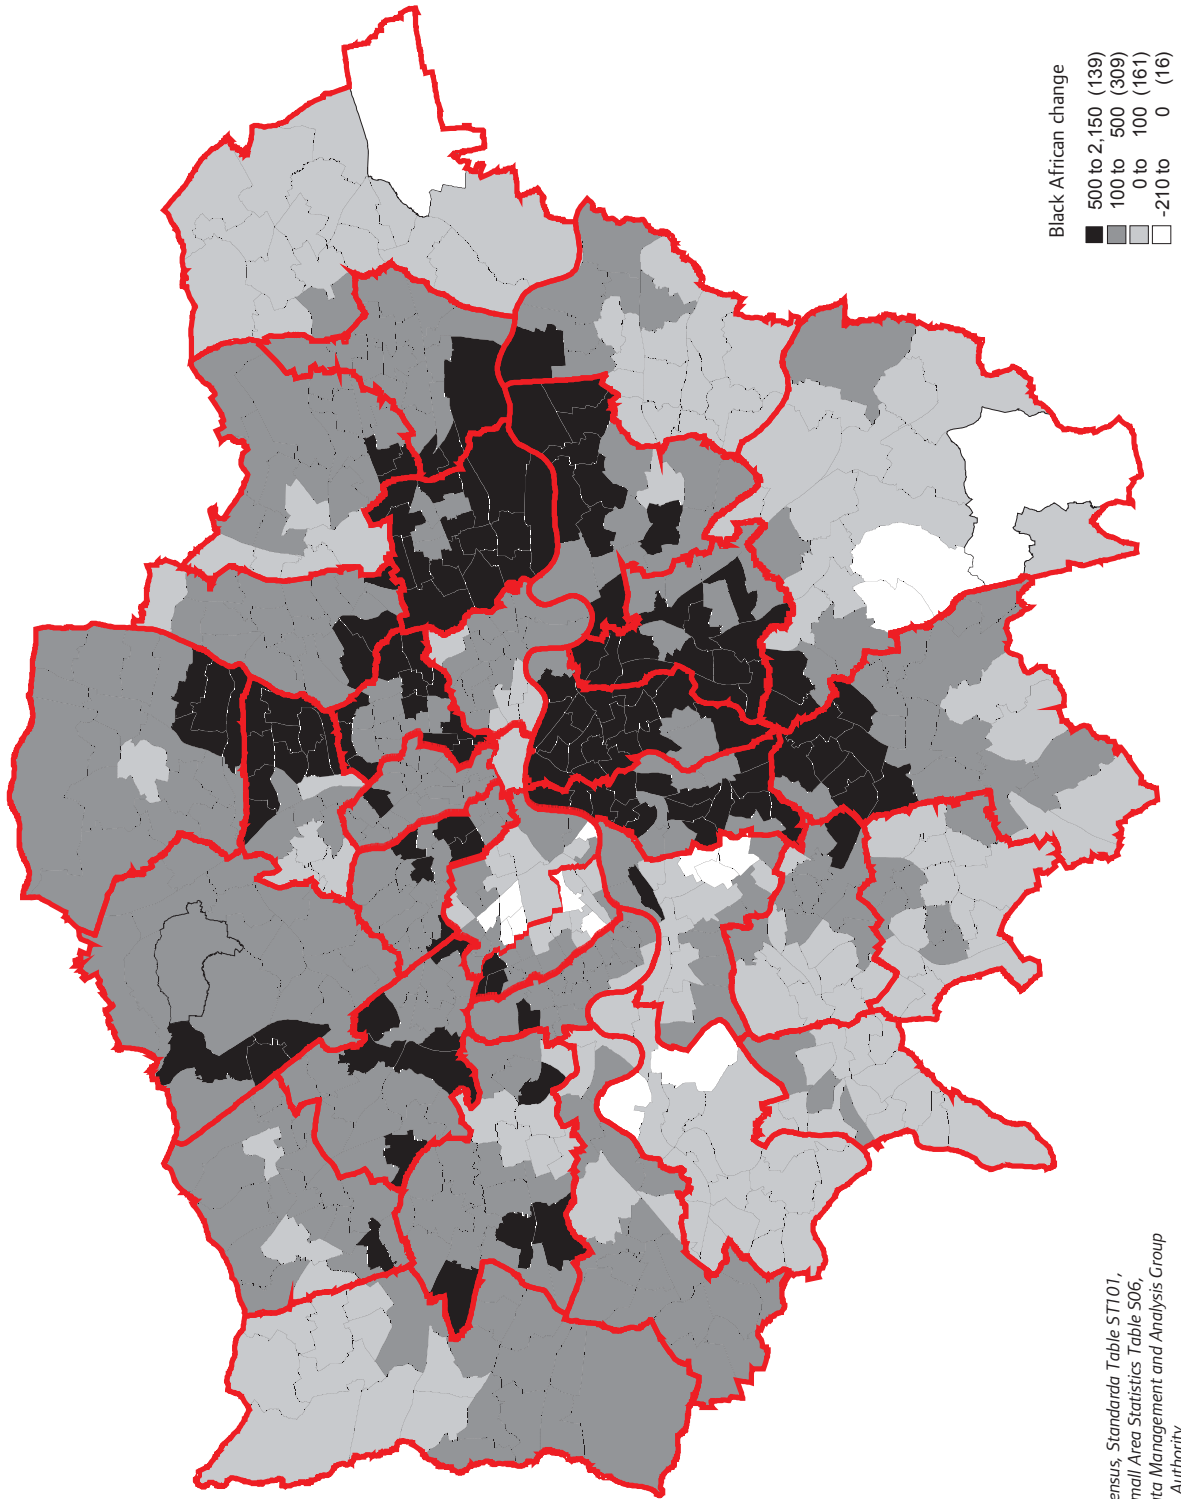 Black African change
500 to 2,150 (139)
100 to 500 (309)
0 to 100 (161)
-210 to 0 (16)
ensus, Standarda Table ST101,
mall Area Statistics Table S06,
ta Management and Analysis Group
Authority